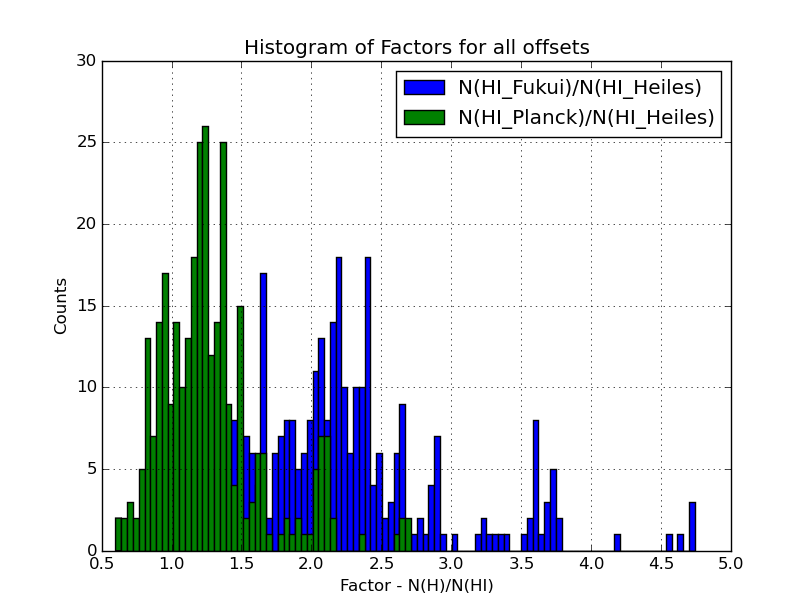 Histogram of Factors for all offsets
N(HI_Fukui)/N(HI_Heiles)
N(HI_Planck)/N(HI_Heiles)
30
25
20
15
10
5
0
Counts
0.5 1.0 1.5 2.0 2.5 3.0 3.5 4.0 4.5 5.0
Factor - N(H)/N(HI)